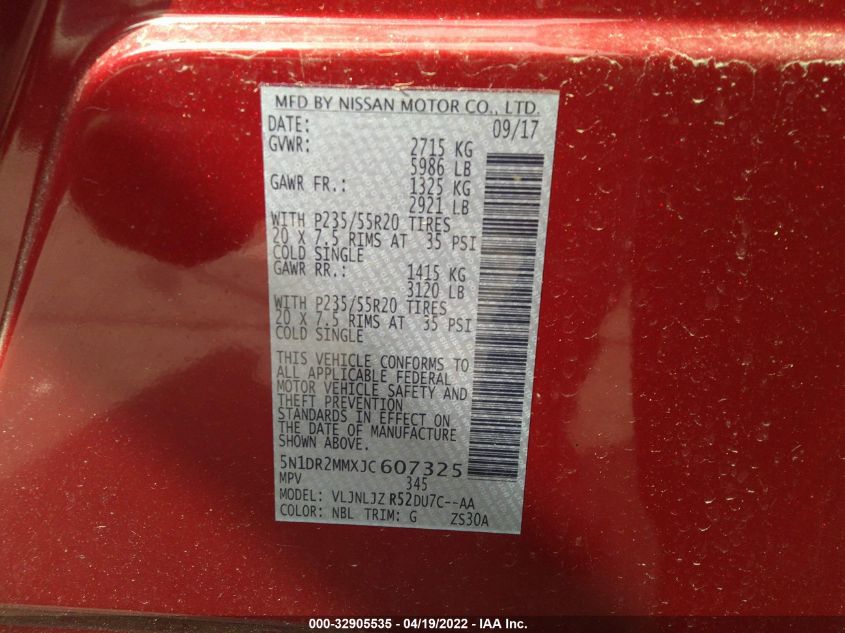 MFD BY NISSAN MOTOR CO., LTD.
DATE: 09/17
GVWR: 2715 KG
5986 LB
GAWR FR.: 1325 KG
2921 LB
WITH P235/55R20 TIRES
20 X 7.5 RIMS AT 35 PSI
COLD SINGLE
GAWR RR.: 1415 KG
3120 LB
WITH P235/55R20 TIRES
20 X 7.5 RIMS AT 35 PSI
COLD SINGLE
THIS VEHICLE CONFORMS TO
ALL APPLICABLE FEDERAL
MOTOR VEHICLE SAFETY AND
THEFT PREVENTION
STANDARDS IN EFFECT ON
THE DATE OF MANUFACTURE
SHOWN ABOVE.
5N1DR2MMXJC607325
MPV 345
MODEL: VLJNLJZ R52DU7C--AA
COLOR: NBL TRIM: G ZS30A
000-32905535 - 04/19/2022 - IAA Inc.